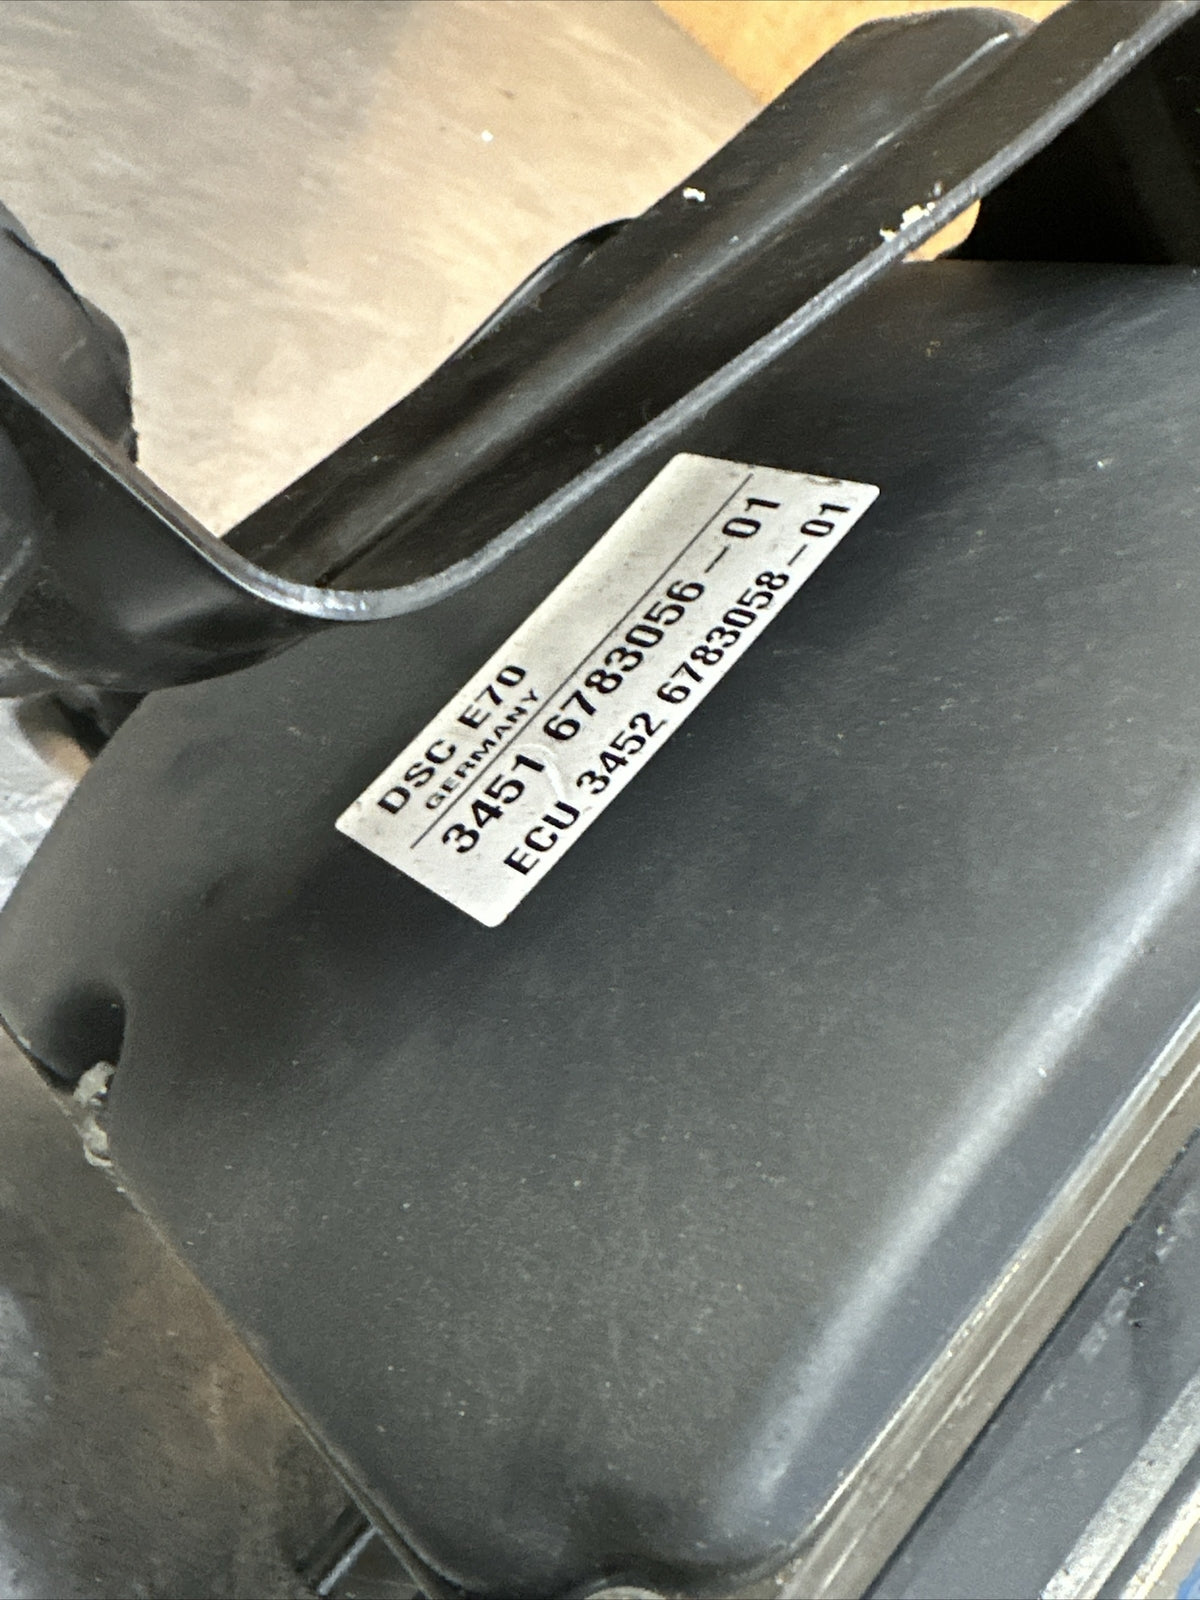 DSC E70
GERMANY
3451 6783056-01
ECU 3452 6783058-01